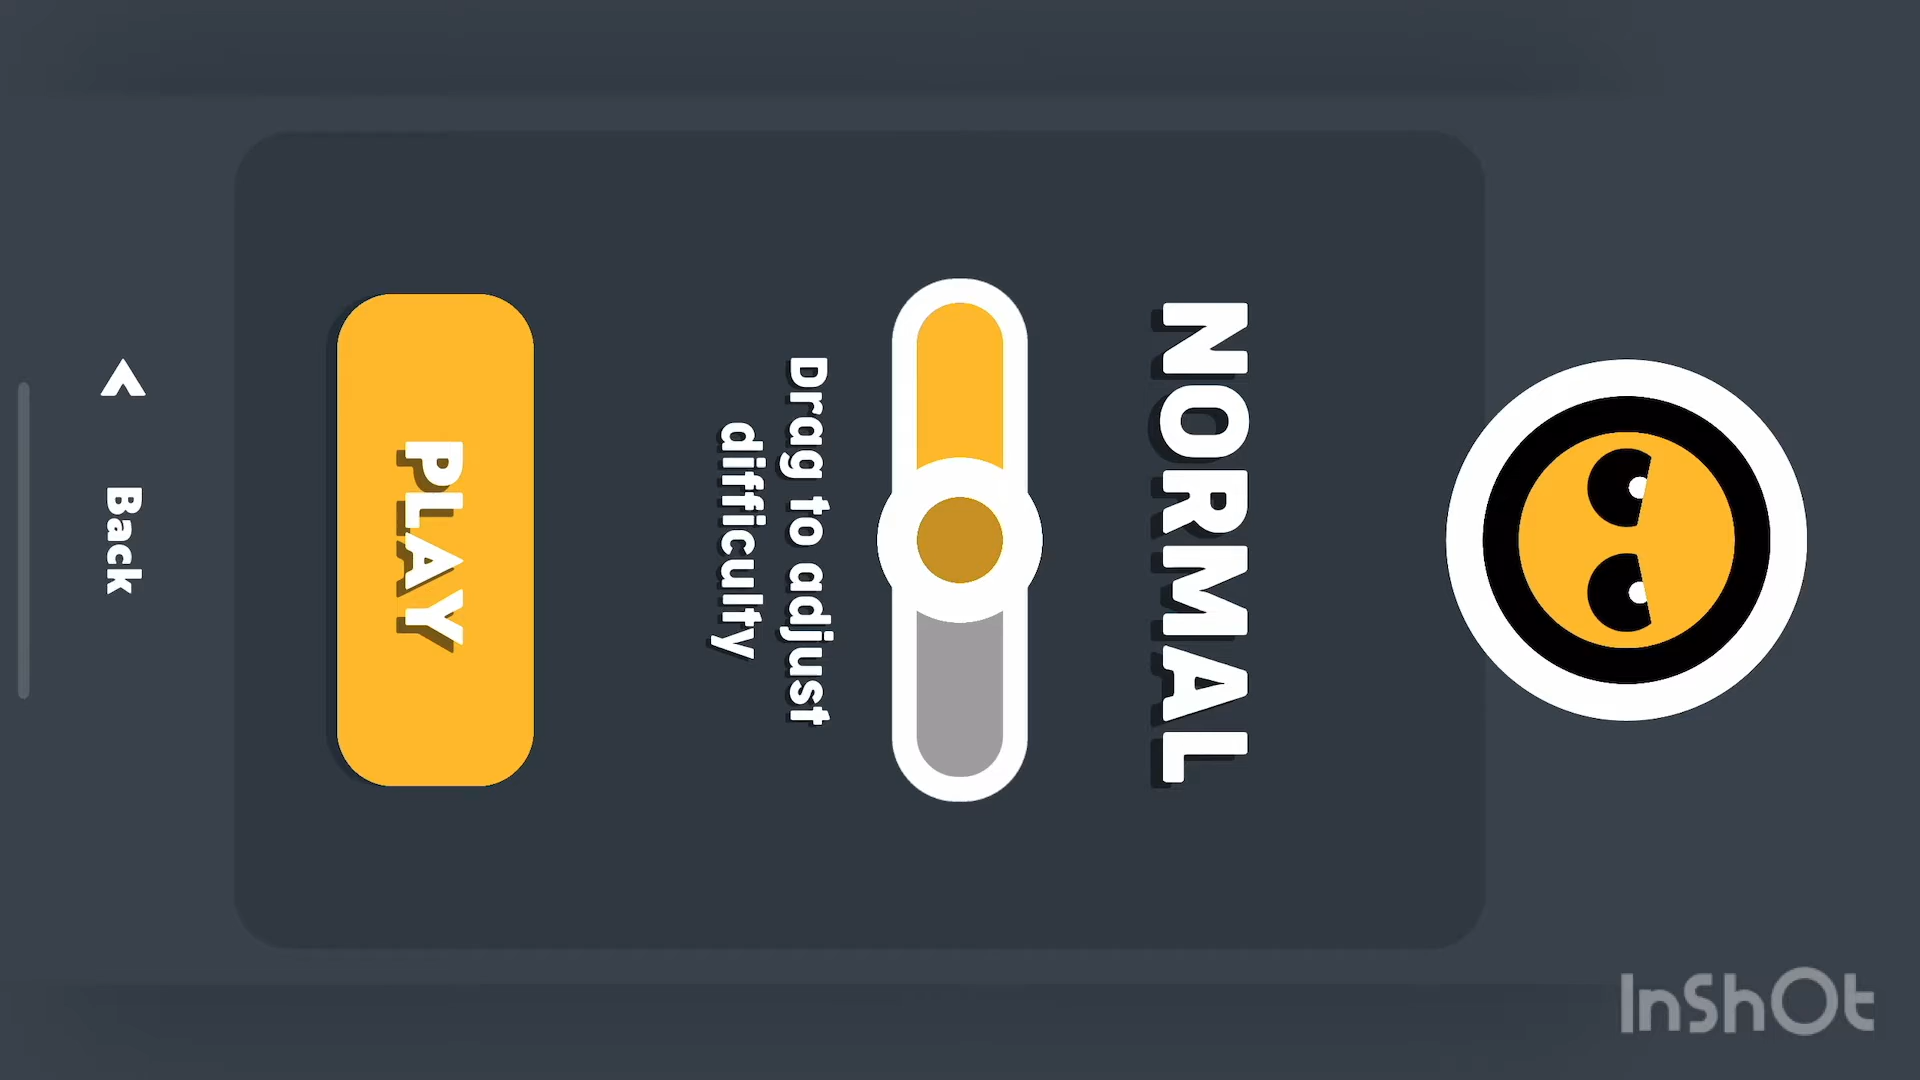 NORMAL
Drag to adjust
difficulty
PLAY
Back
InShOt